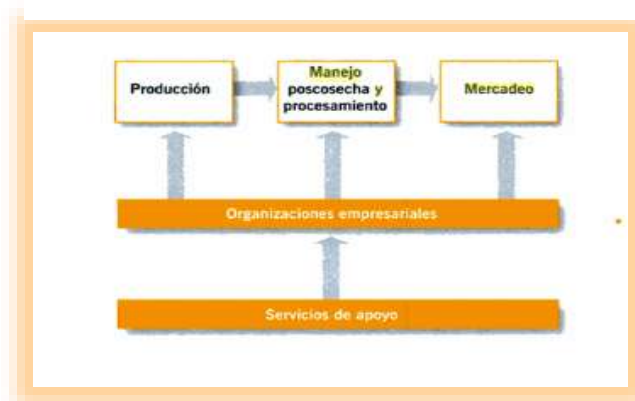 Producción
Manejo
poscosecha y
procesamiento
Mercadeo
Organizaciones empresariales
Servicios de apoyo